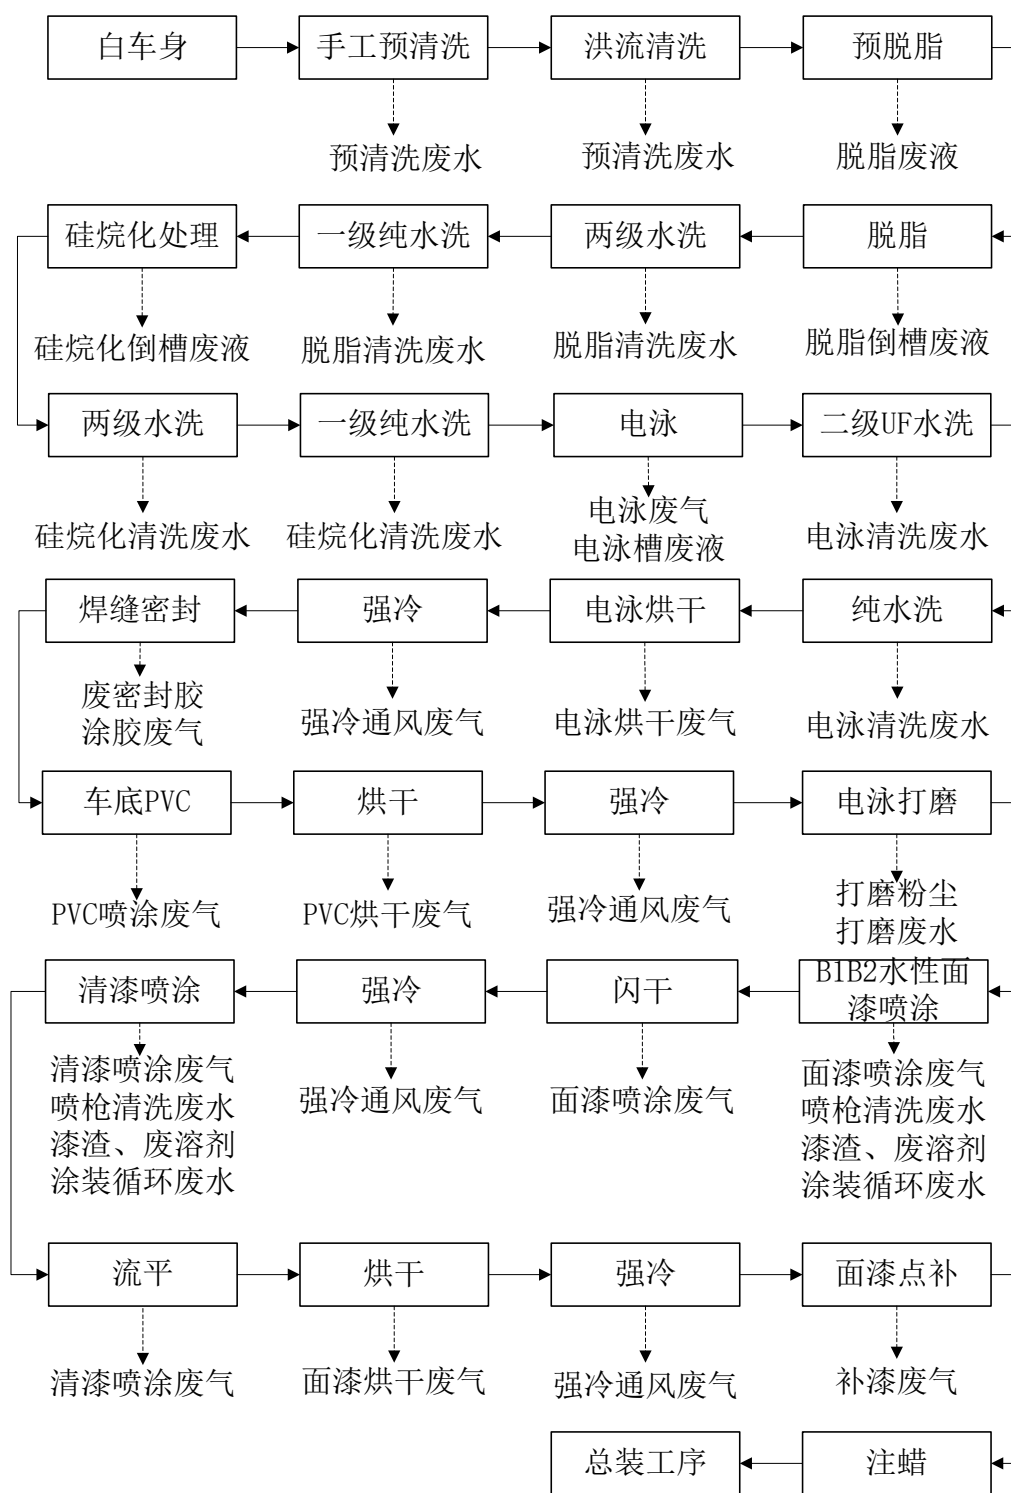 白车身
手工预清洗
洪流清洗
预脱脂
预清洗废水
预清洗废水
脱脂废液
硅烷化处理
一级纯水洗
两级水洗
脱脂
硅烷化倒槽废液
脱脂清洗废水
脱脂清洗废水
脱脂倒槽废液
两级水洗
一级纯水洗
电泳
二级UF水洗
硅烷化清洗废水
硅烷化清洗废水
电泳废气
电泳槽废液
电泳清洗废水
焊缝密封
强冷
电泳烘干
纯水洗
废密封胶
涂胶废气
强冷通风废气
电泳烘干废气
电泳清洗废水
车底PVC
烘干
强冷
电泳打磨
PVC喷涂废气
PVC烘干废气
强冷通风废气
打磨粉尘
打磨废水
清漆喷涂
强冷
闪干
B1B2水性面
漆喷涂
清漆喷涂废气
喷枪清洗废水
漆渣、废溶剂
涂装循环废水
强冷通风废气
面漆喷涂废气
面漆喷涂废气
喷枪清洗废水
漆渣、废溶剂
涂装循环废水
流平
烘干
强冷
面漆点补
清漆喷涂废气
面漆烘干废气
强冷通风废气
补漆废气
总装工序
注蜡